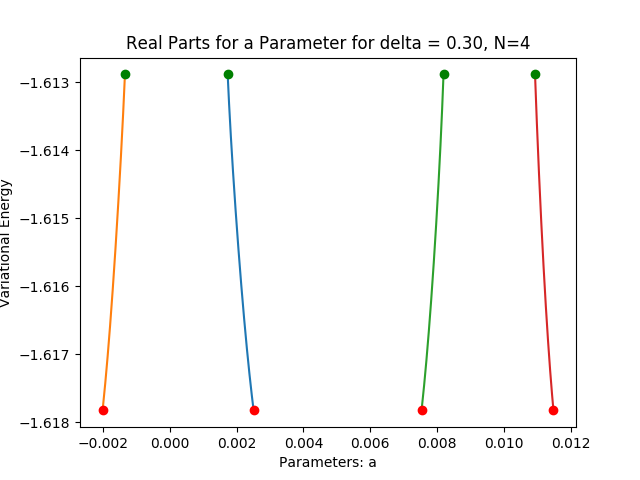 Real Parts for a Parameter for delta = 0.30, N=4
Variational Energy
−1.613
−1.614
−1.615
−1.616
−1.617
−1.618
−0.002 0.000 0.002 0.004 0.006 0.008 0.010 0.012
Parameters: a